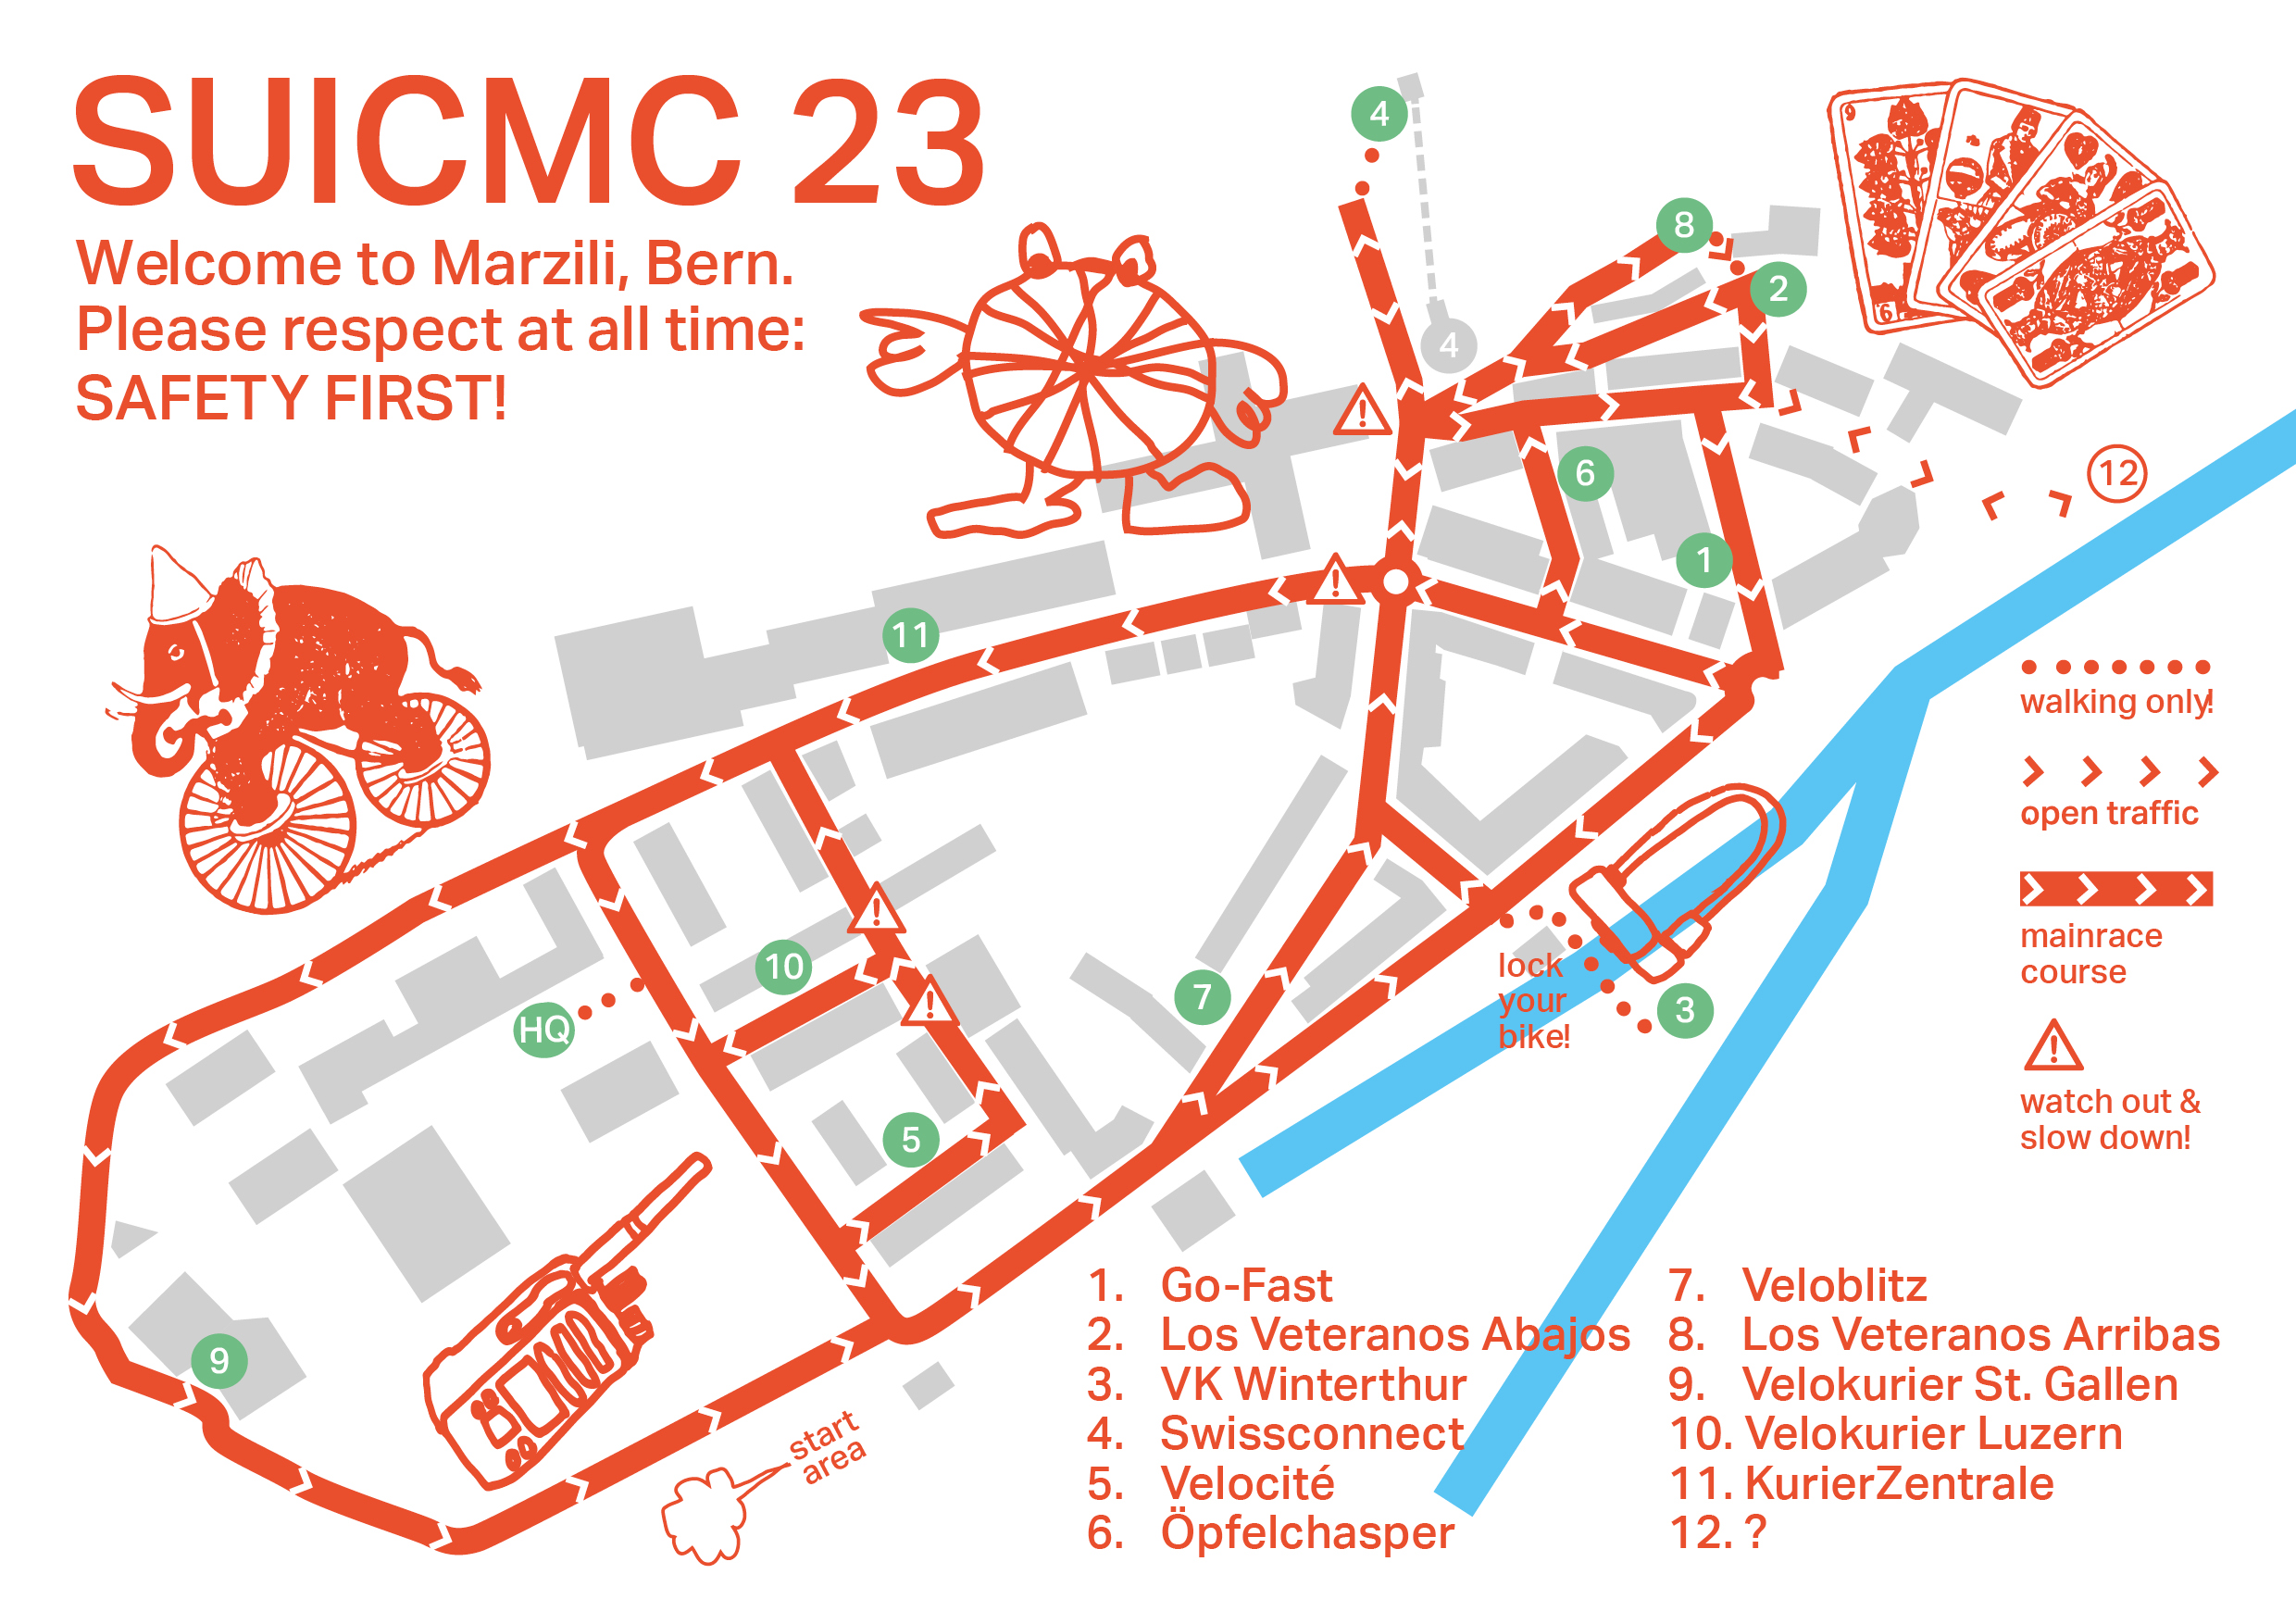 SUICMC 23
Welcome to Marzili, Bern.
Please respect at all time:
SAFETY FIRST!
4
8
2
9
9
4
6
12
1
11
walking only!
open traffic
mainrace
course
watch out &
slow down!
10
HQ
7
lock
your
bike!
3
5
9
start
area
1. Go-Fast
2. Los Veteranos Abajos
3. VK Winterthur
4. Swissconnect
5. Velocité
6. Öpfelchasper
7. Veloblitz
8. Los Veteranos Arribas
9. Velokurier St. Gallen
10. Velokurier Luzern
11. KurierZentrale
12. ?